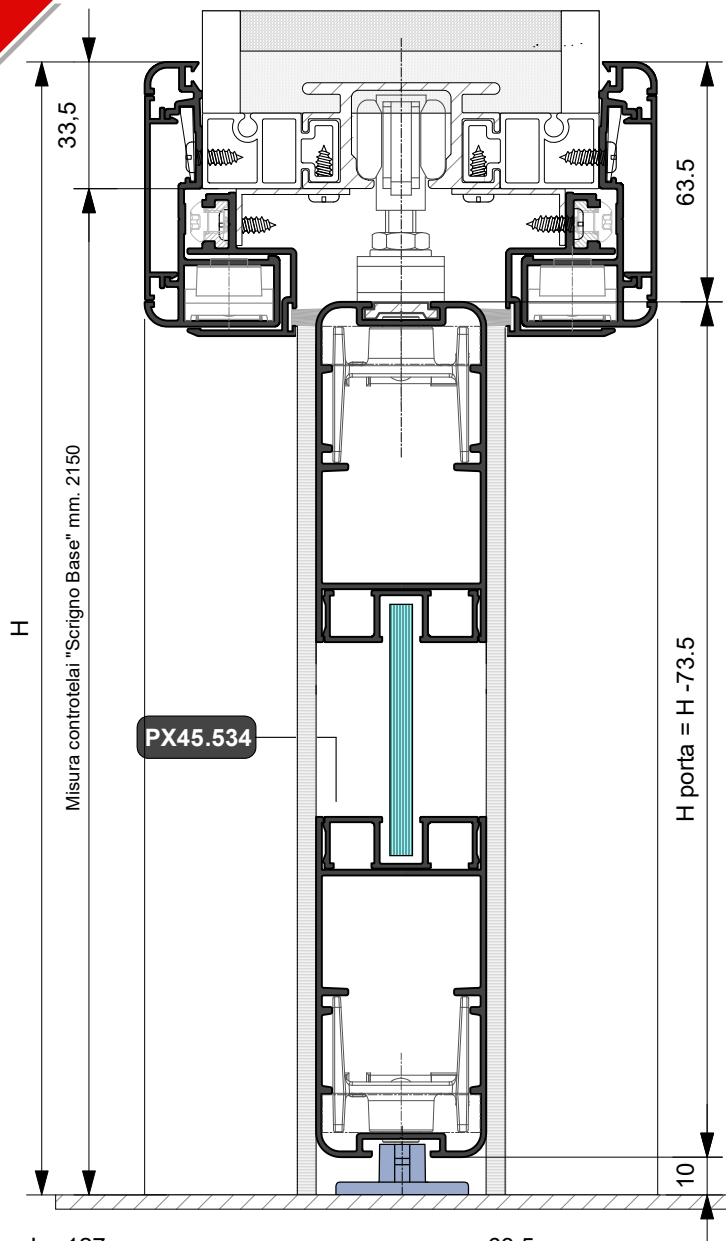 33,5
63.5
H
Misura controtelai "Scrigno Base" mm. 2150
PX45.534
H porta = H -73.5
10